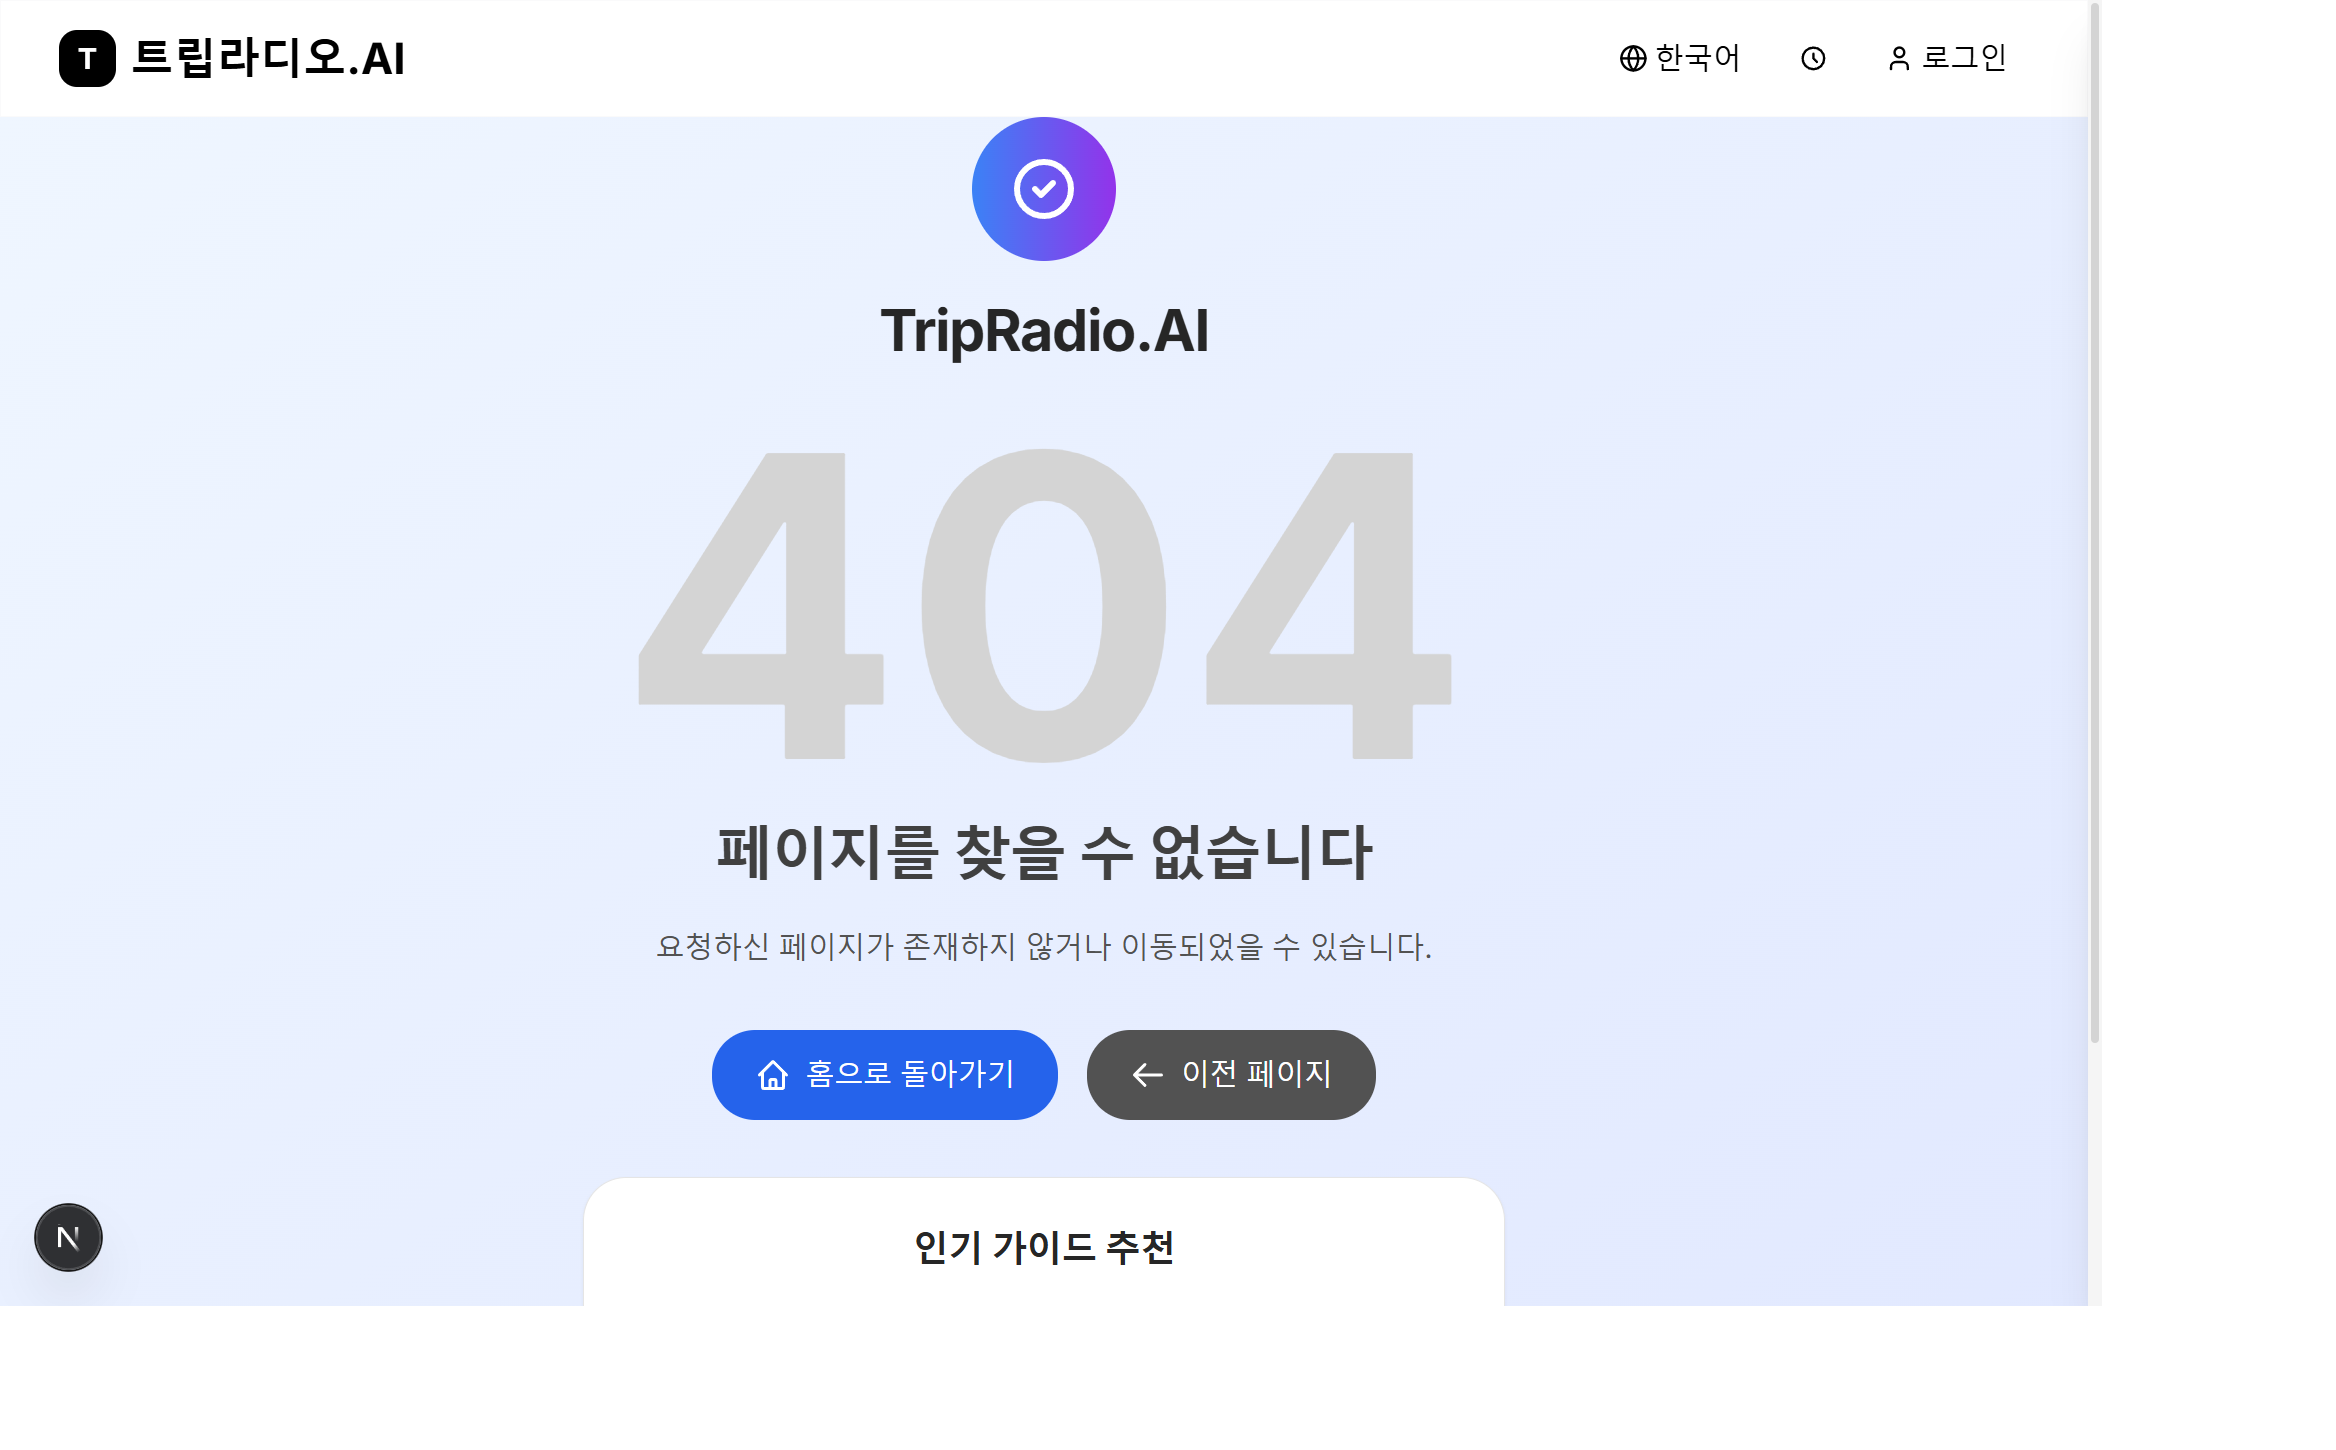 T 트립라디오.AI
한국어
로그인
TripRadio.AI
404
페이지를 찾을 수 없습니다
요청하신 페이지가 존재하지 않거나 이동되었을 수 있습니다.
홈으로 돌아가기
이전 페이지
N
인기 가이드 추천